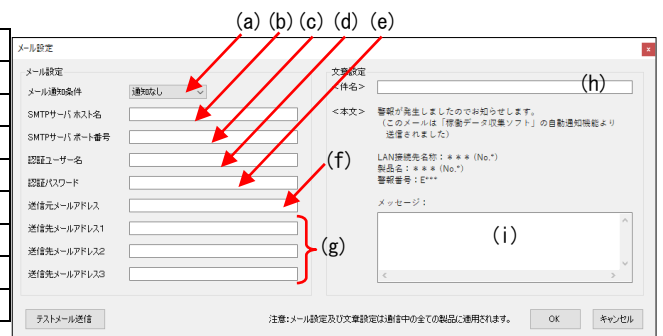 (a) (b) (c) (d) (e)
メール設定
メール設定
メール通知条件 通知なし
SMTPサーバ ホスト名
SMTPサーバ ポート番号
認証ユーザー名
認証パスワード
送信元メールアドレス
(f)
送信先メールアドレス1
送信先メールアドレス2
送信先メールアドレス3
(g)
文章設定
<件名>
(h)
<本文> 警報が発生しましたのでお知らせします。
(このメールは「稼働データ収集ソフト」の自動通知機能より
送信されました)
LAN接続先名称:＊＊＊(No.*)
製品名:＊＊＊(No.*)
警報番号:E***
メッセージ:
(i)
テストメール送信
注意:メール設定及び文章設定は通信中の全ての製品に適用されます。
OK
キャンセル